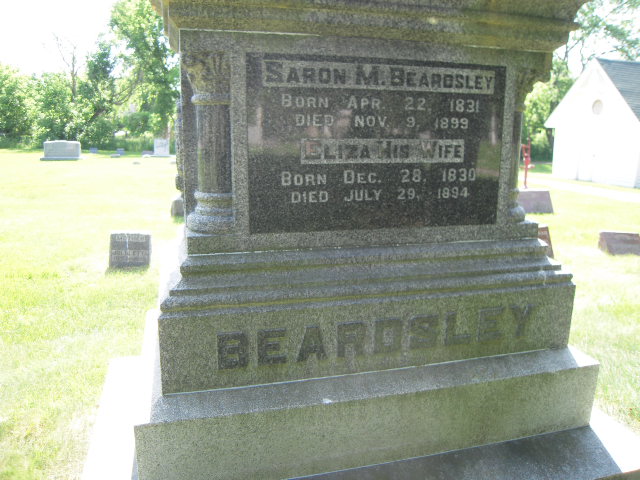 SARON M. BEARDSLEY
BORN APR. 22, 1831
DIED NOV. 9, 1899
ELIZA HIS WIFE
BORN DEC. 28, 1830
DIED JULY 29, 1894
BEARDSLEY